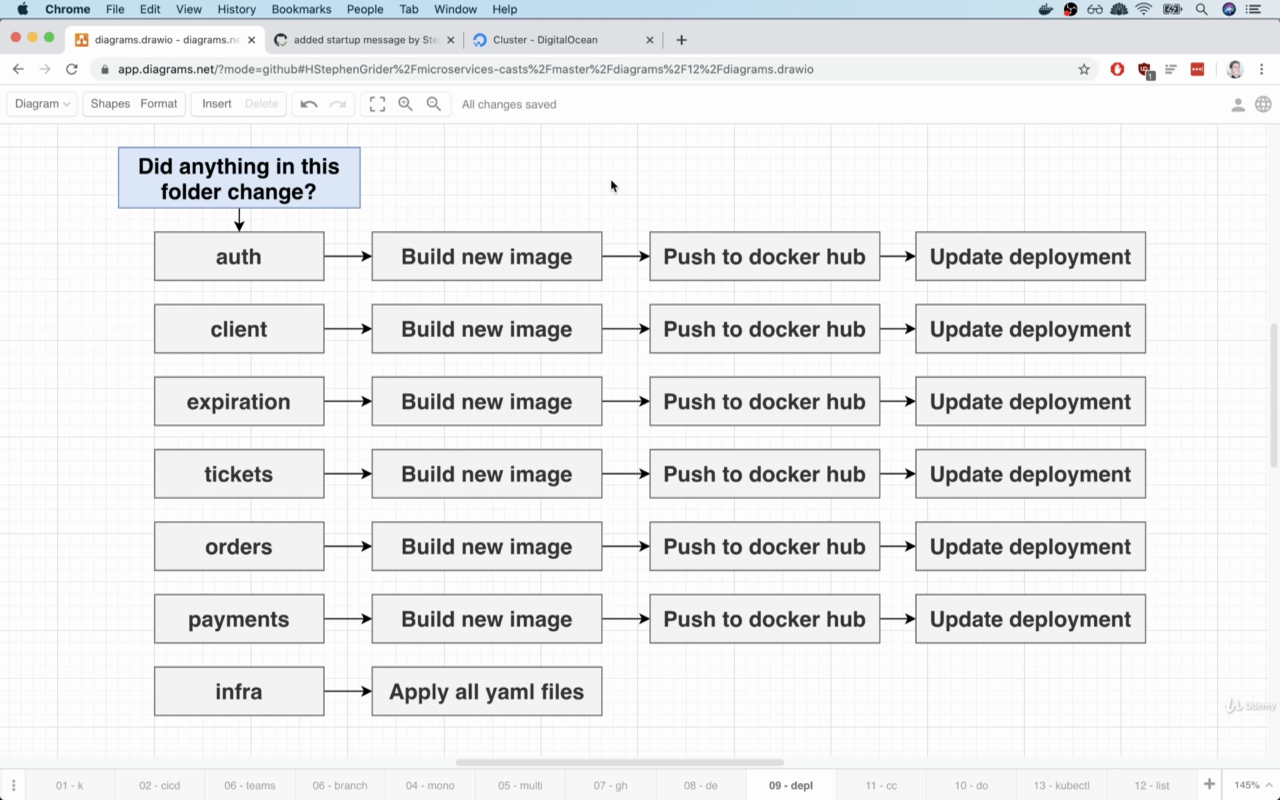 Chrome File Edit View History Bookmarks People Tab Window Help
diagrams.drawio - diagrams.ne
added startup message by Ste
Cluster - DigitalOcean
app.diagrams.net/?mode=github#HStephenGrider%2Fmicroservices-casts%2Fmaster%2Fdiagrams%2F12%2Fdiagrams.drawio
Diagram Shapes Format Insert Delete All changes saved
Did anything in this
folder change?
auth Build new image Push to docker hub Update deployment
client Build new image Push to docker hub Update deployment
expiration Build new image Push to docker hub Update deployment
tickets Build new image Push to docker hub Update deployment
orders Build new image Push to docker hub Update deployment
payments Build new image Push to docker hub Update deployment
infra Apply all yaml files
Udemy
01 - k 02 - cicd 06 - teams 06 - branch 04 - mono 05 - multi 07 - gh 08 - de 09 - depl 11 - cc 10 - do 13 - kubectl 12 - list 145%